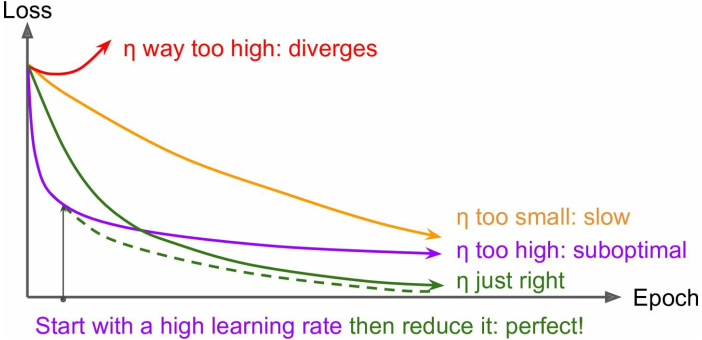 Loss
η way too high: diverges
η too small: slow
η too high: suboptimal
η just right
Epoch
Start with a high learning rate then reduce it: perfect!